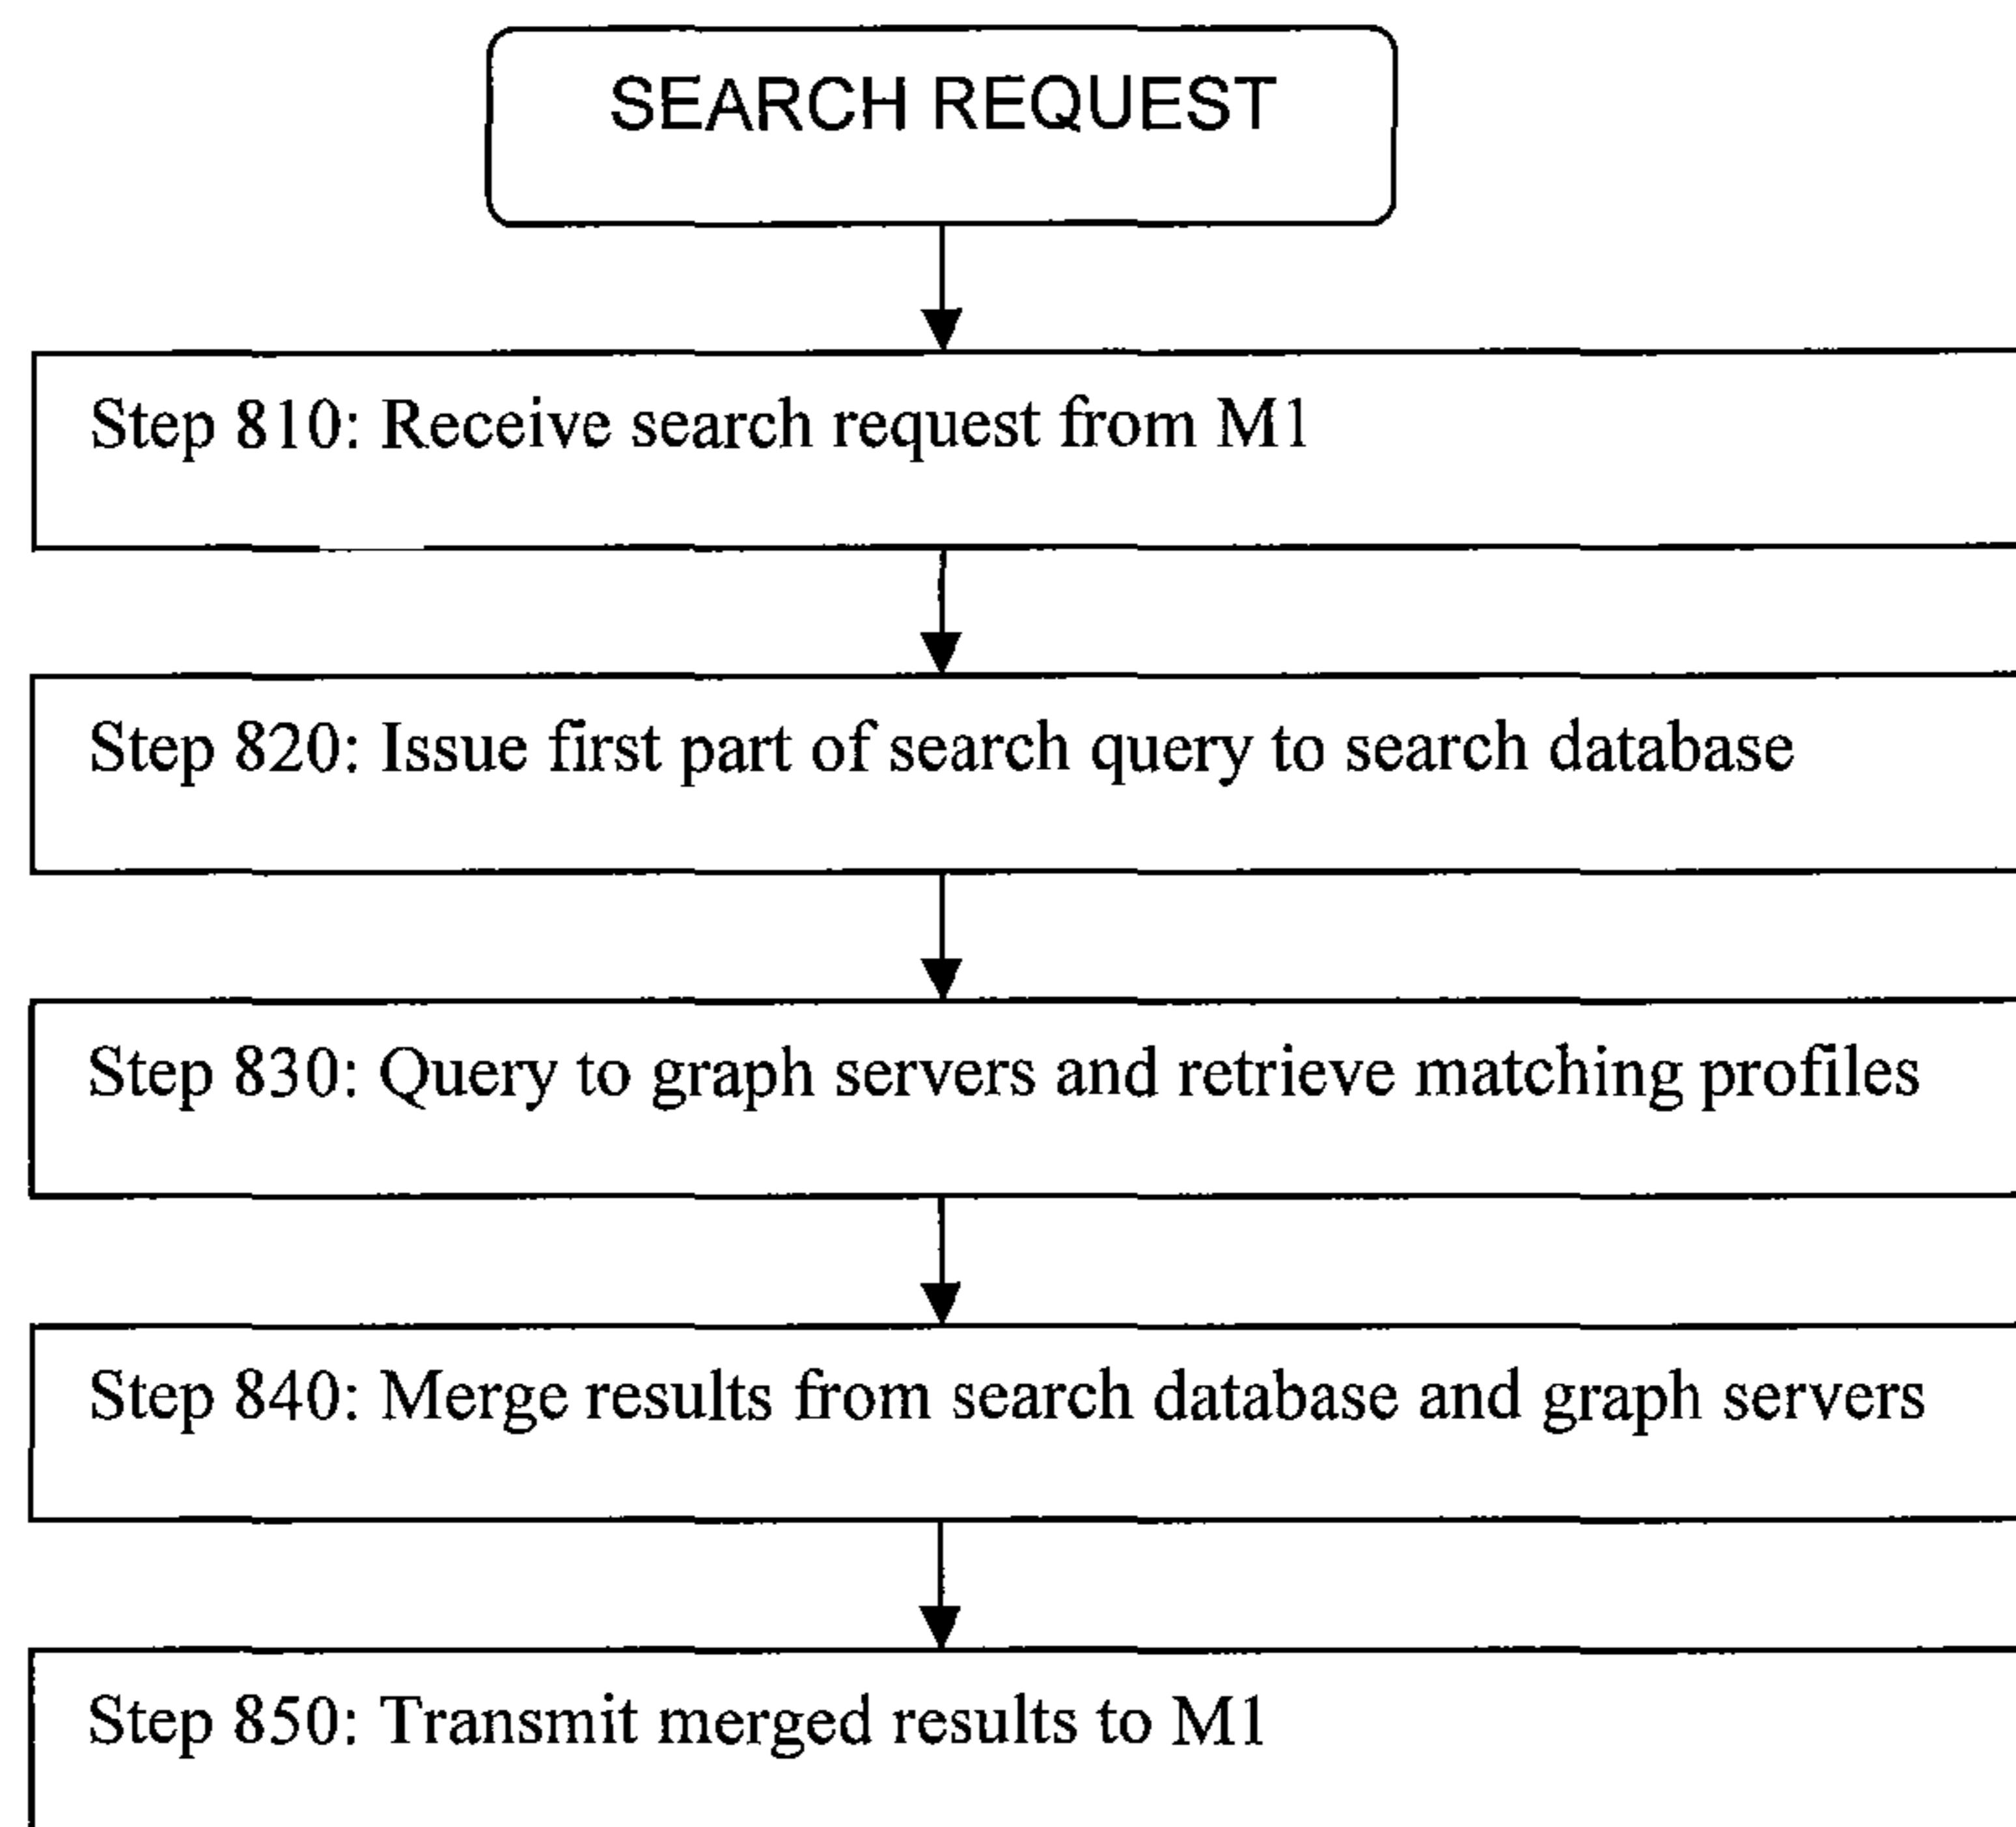 SEARCH REQUEST
Step 810: Receive search request from M1
Step 820: Issue first part of search query to search database
Step 830: Query to graph servers and retrieve matching profiles
Step 840: Merge results from search database and graph servers
Step 850: Transmit merged results to M1